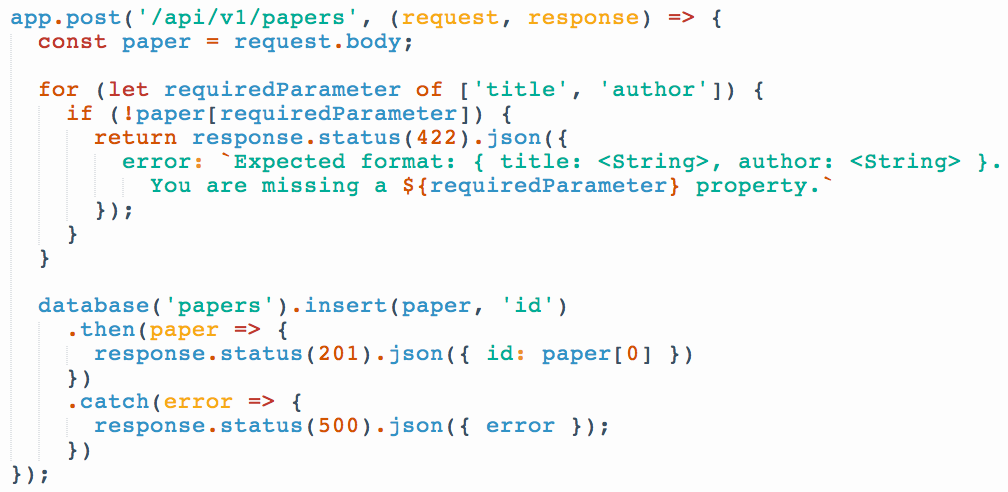 app.post('/api/v1/papers', (request, response) => {
  const paper = request.body;

  for (let requiredParameter of ['title', 'author']) {
    if (!paper[requiredParameter]) {
      return response.status(422).json({
        error: `Expected format: { title: <String>, author: <String> }.
          You are missing a ${requiredParameter} property.`
      });
    }
  }

  database('papers').insert(paper, 'id')
    .then(paper => {
      response.status(201).json({ id: paper[0] })
    })
    .catch(error => {
      response.status(500).json({ error });
    })
});